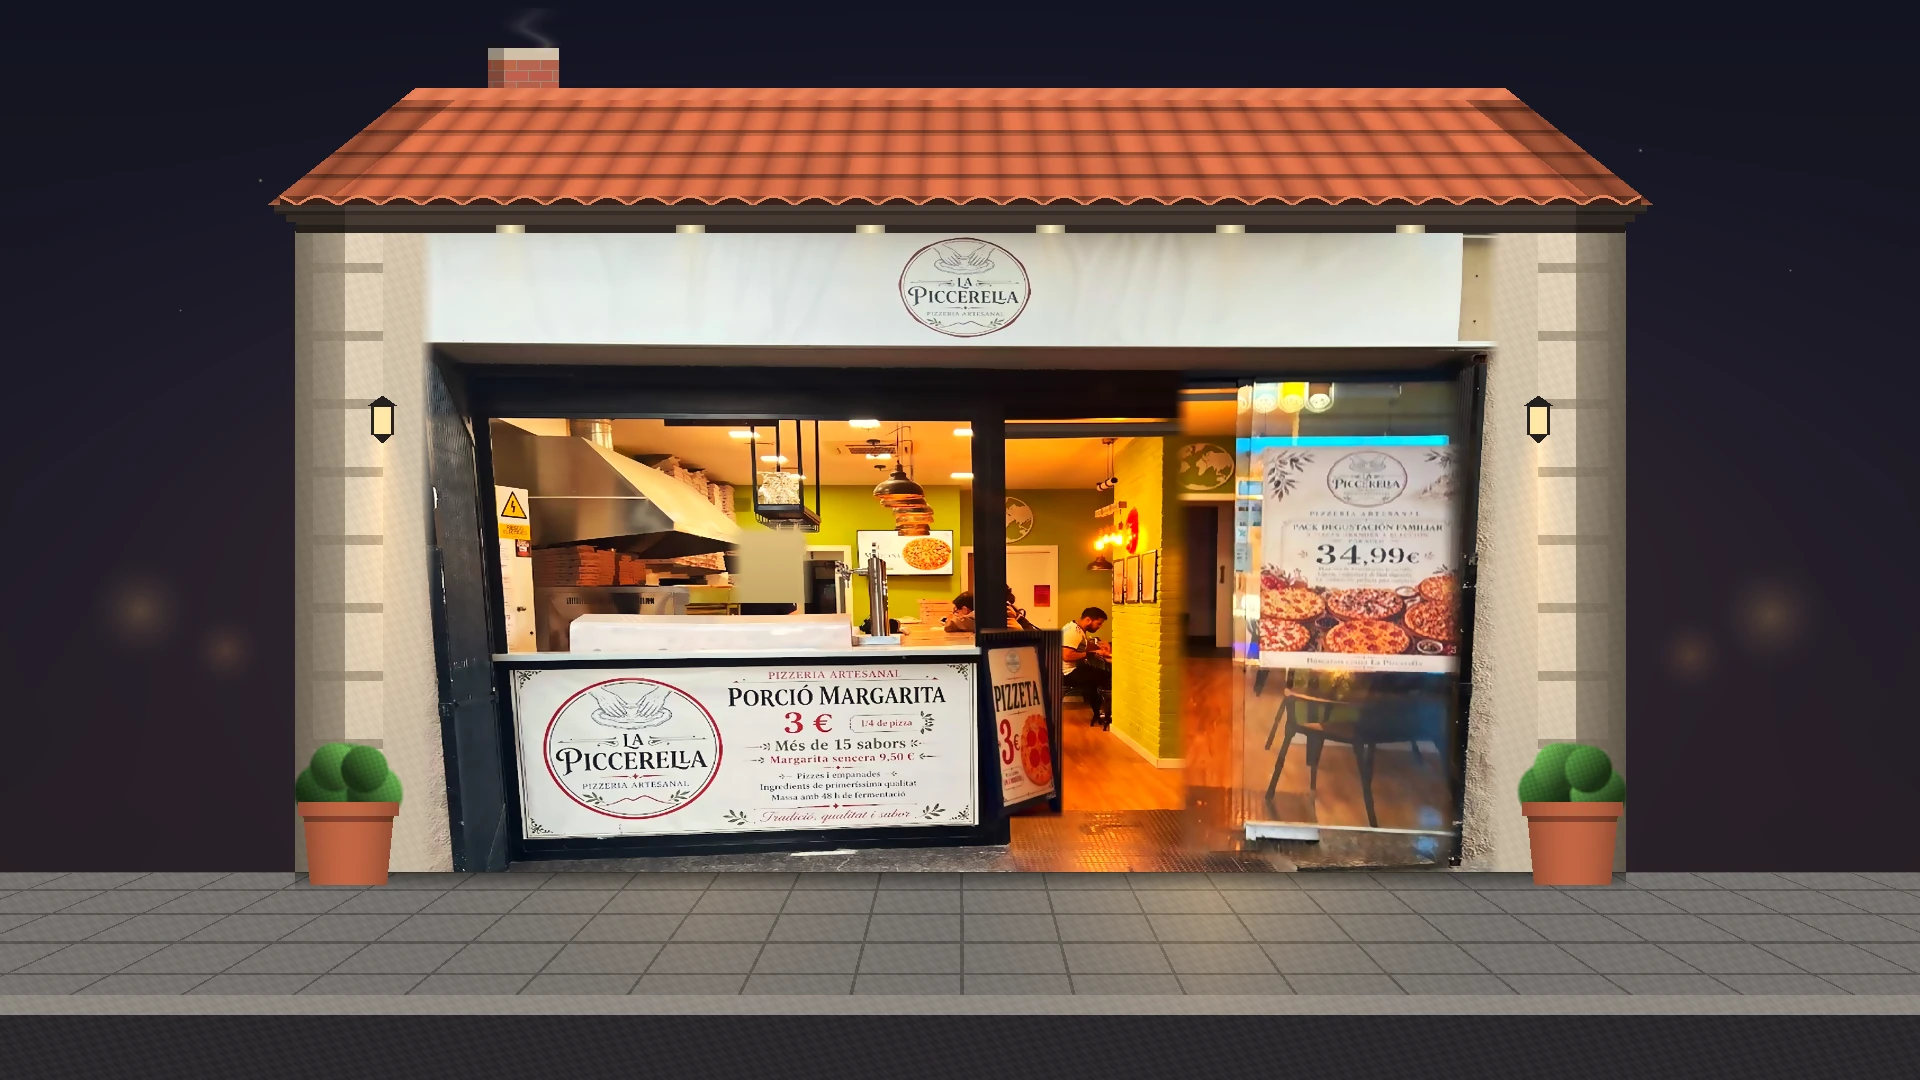 LA
PICCERELLA
PIZZERIA ARTESANAL
LA
PICCERELLA
PIZZERIA ARTESANAL
PACK DEGUSTACIÓN FAMILIAR
34,99€
PIZZERIA ARTESANAL
PORCIÓ MARGARITA
3 €
1/4 de pizza
Més de 15 sabors
Margarita sencera 9,50 €
Pizzes i empanades
Ingredients de primeríssima qualitat
Massa amb 48 h de fermentació
Tradició, qualitat i sabor
LA
PICCERELLA
PIZZERIA ARTESANAL
PIZZETA
3€